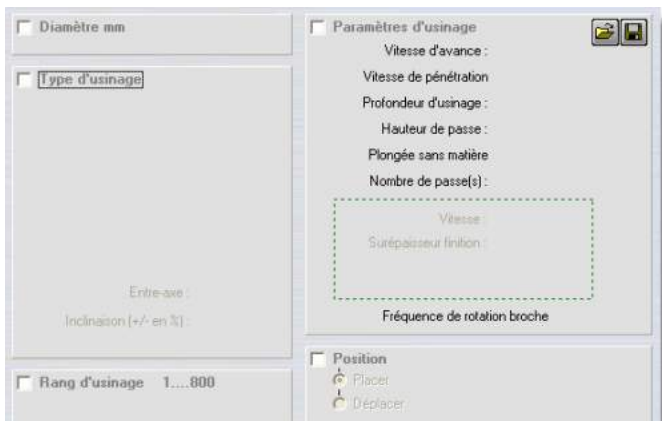 Diamètre mm
Type d'usinage
Entre-axe :
Inclinaison (+/- en %) :
Rang d'usinage 1....800
Paramètres d'usinage
Vitesse d'avance :
Vitesse de pénétration
Profondeur d'usinage :
Hauteur de passe :
Plongée sans matière
Nombre de passe(s) :
Vitesse :
Surépaisseur finition :
Fréquence de rotation broche
Position
Placer
Déplacer